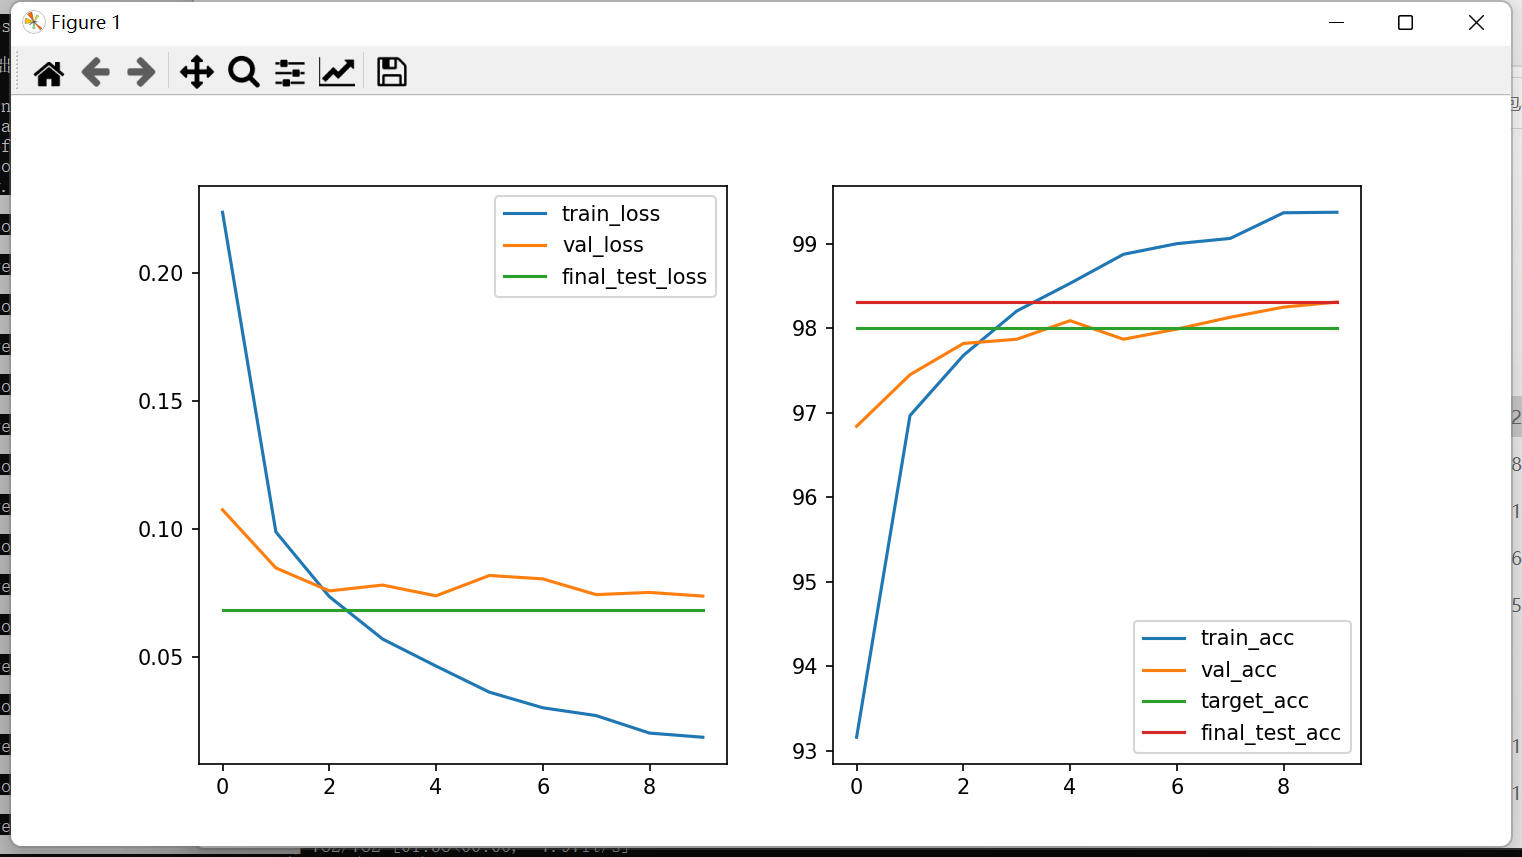 Figure 1
train_loss
val_loss
final_test_loss
0.20
0.15
0.10
0.05
0 2 4 6 8
99
98
97
96
95
94
93
train_acc
val_acc
target_acc
final_test_acc
0 2 4 6 8